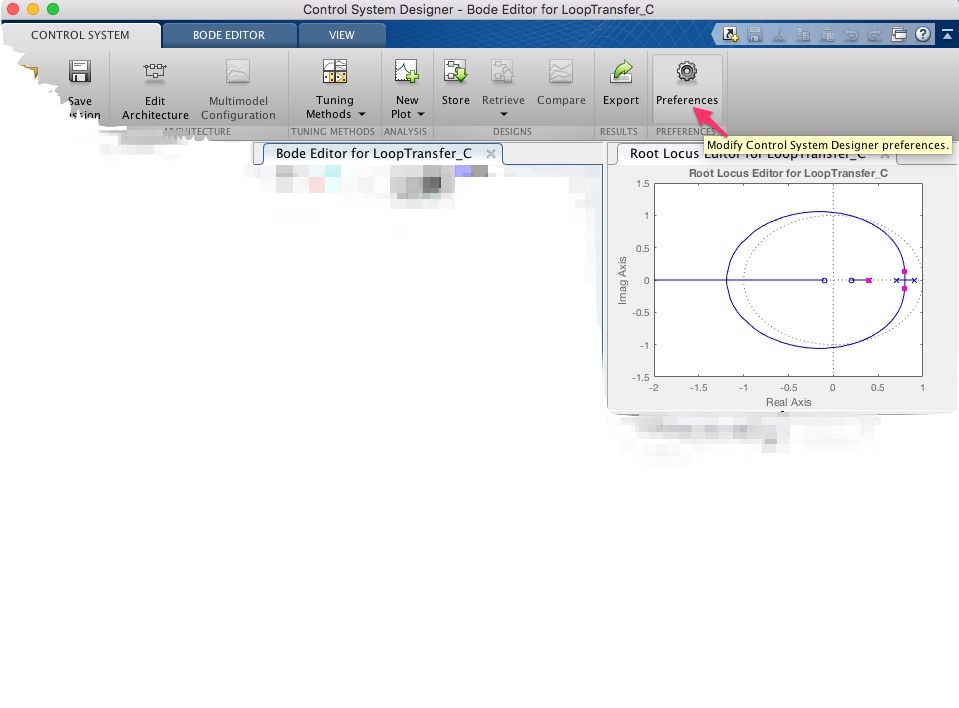 Control System Designer - Bode Editor for LoopTransfer_C
CONTROL SYSTEM BODE EDITOR VIEW
Save
Edit
Architecture
Multimodel
Configuration
Tuning
Methods
New
Plot
Store
Retrieve
Compare
Export
Preferences
ARCHITECTURE TUNING METHODS ANALYSIS DESIGNS RESULTS PREFERENCES
Modify Control System Designer preferences.
Bode Editor for LoopTransfer_C
Root Locus Editor for LoopTransfer_C
Root Locus Editor for LoopTransfer_C
1.5
1
0.5
0
-0.5
-1
-1.5
Imag Axis
-2 -1.5 -1 -0.5 0 0.5 1
Real Axis